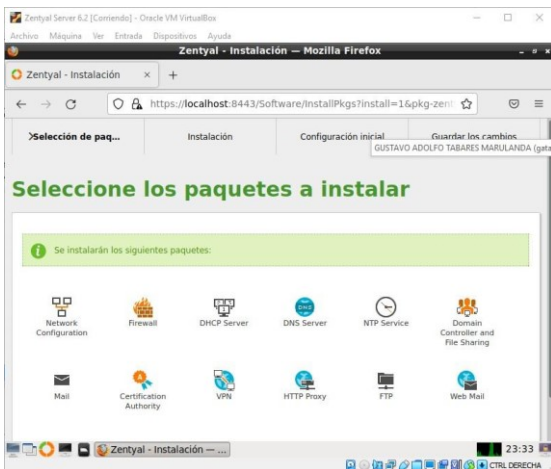 Zentyal Server 6.2 [Corriendo] - Oracle VM VirtualBox
Archivo Máquina Ver Entrada Dispositivos Ayuda
Zentyal - Instalación — Mozilla Firefox
Zentyal - Instalación
https://localhost:8443/Software/InstallPkgs?install=1&pkg-zent
Selección de paq... Instalación Configuración inicial Guardar los cambios
GUSTAVO ADOLFO TABARES MARULANDA (gata
Seleccione los paquetes a instalar
Se instalarán los siguientes paquetes:
Network Configuration
Firewall
DHCP Server
DNS
DNS Server
NTP Service
Domain Controller and File Sharing
Mail
Certification Authority
VPN
HTTP Proxy
FTP
Web Mail
Zentyal - Instalación — ...
23:33
CTRL DERECHA